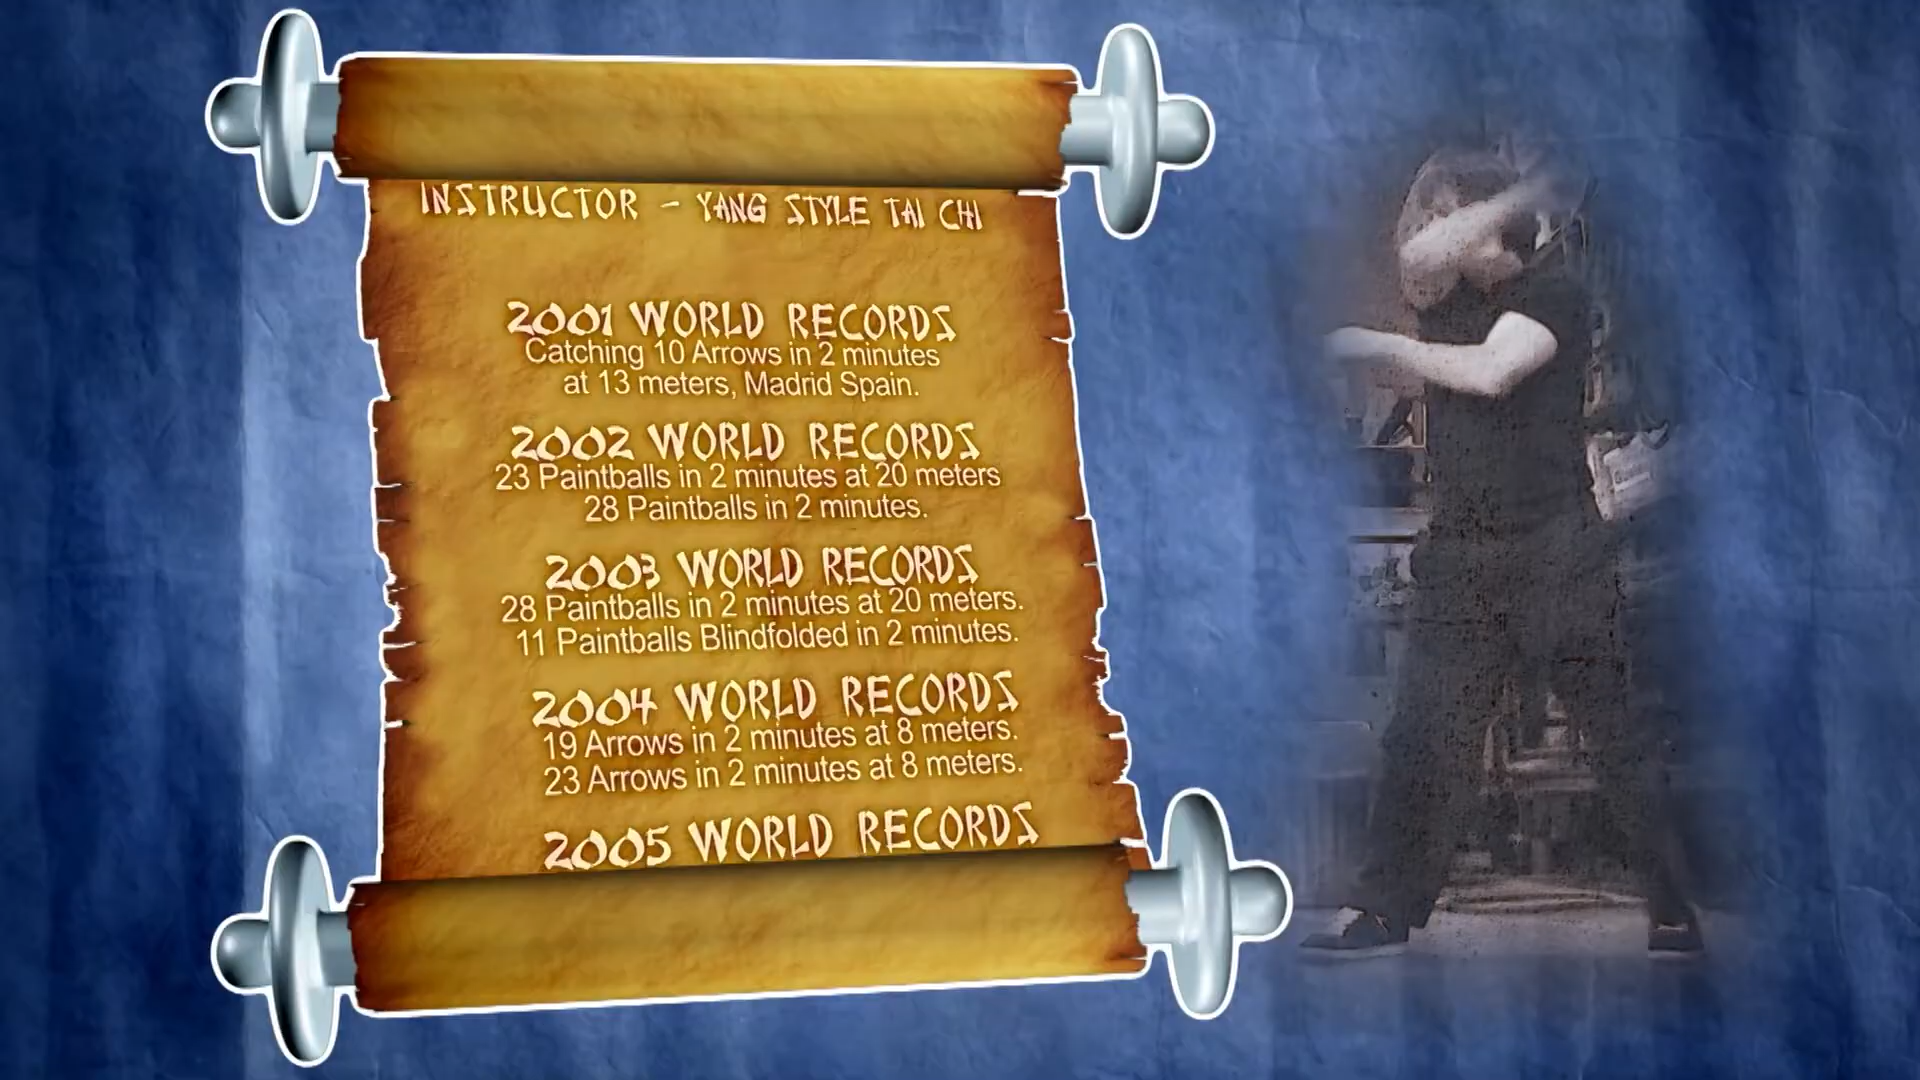 INSTRUCTOR - YANG STYLE TAI CHI
2001 WORLD RECORDS
Catching 10 Arrows in 2 minutes
at 13 meters, Madrid Spain.
2002 WORLD RECORDS
23 Paintballs in 2 minutes at 20 meters
28 Paintballs in 2 minutes.
2003 WORLD RECORDS
28 Paintballs in 2 minutes at 20 meters.
11 Paintballs Blindfolded in 2 minutes.
2004 WORLD RECORDS
19 Arrows in 2 minutes at 8 meters.
23 Arrows in 2 minutes at 8 meters.
2005 WORLD RECORDS